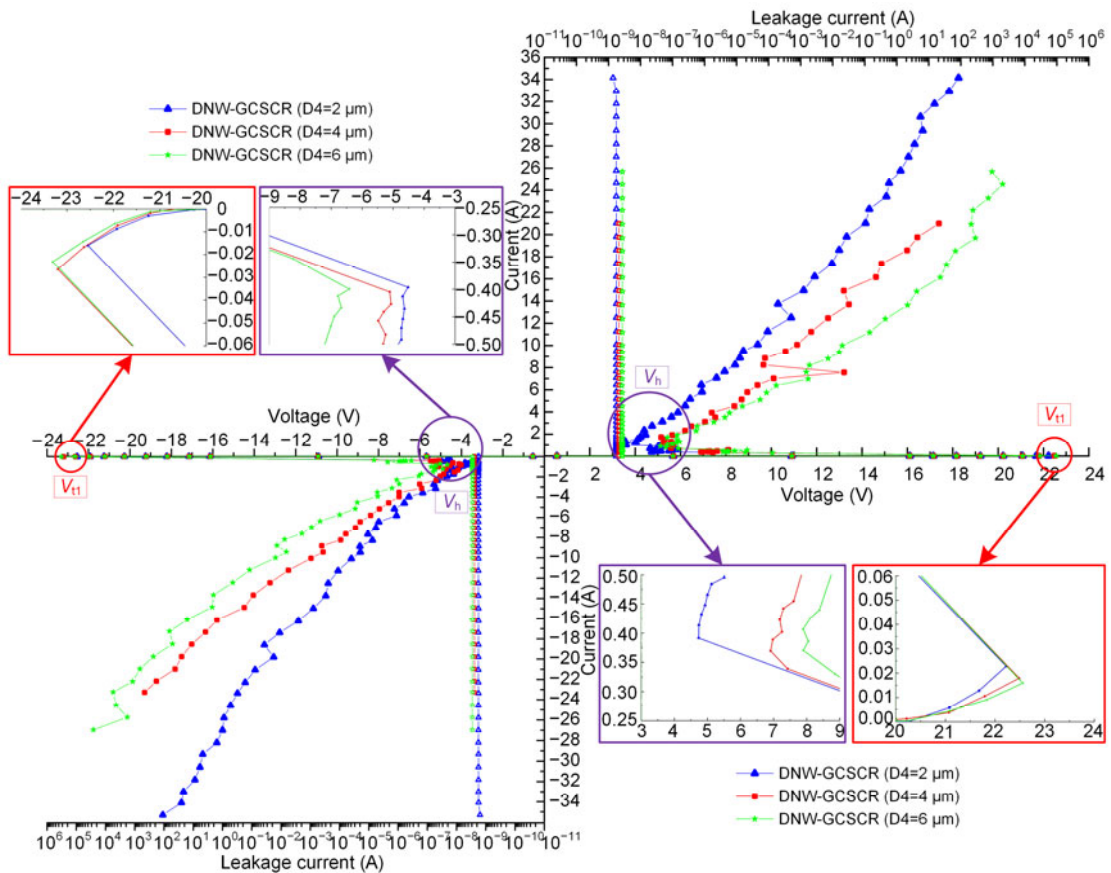 Leakage current (A)
10⁻¹¹ 10⁻¹⁰ 10⁻⁹ 10⁻⁸ 10⁻⁷ 10⁻⁶ 10⁻⁵ 10⁻⁴ 10⁻³ 10⁻² 10⁻¹ 10⁰ 10¹ 10² 10³ 10⁴ 10⁵ 10⁶
36
34
32
30
28
26
24
22
20
18
16
14
12
10
8
6
4
2
0
DNW-GCSCR (D4=2 μm)
DNW-GCSCR (D4=4 μm)
DNW-GCSCR (D4=6 μm)
−24 −23 −22 −21 −20
0
−0.01
−0.02
−0.03
−0.04
−0.05
−0.06
−9 −8 −7 −6 −5 −4 −3 −2
−0.25
−0.30
−0.35
−0.40
−0.45
−0.50
Current (A)
Vh
Vt1
Voltage (V)
−24 −22 −20 −18 −16 −14 −12 −10 −8 −6 −4 −2
Vt1
Vh
2 4 6 8 10 12 14 16 18 20 22 24
Voltage (V)
−2
−4
−6
−8
−10
−12
−14
−16
−18
−20
−22
−24
−26
−28
−30
−32
−34
0.50
0.45
0.40
0.35
0.30
0.25
Current (A)
3 4 5 6 7 8 9
0.06
0.05
0.04
0.03
0.02
0.01
0.00
20 21 22 23 24
DNW-GCSCR (D4=2 μm)
DNW-GCSCR (D4=4 μm)
DNW-GCSCR (D4=6 μm)
10⁶ 10⁵ 10⁴ 10³ 10² 10¹ 10⁰ 10⁻¹ 10⁻² 10⁻³ 10⁻⁴ 10⁻⁵ 10⁻⁶ 10⁻⁷ 10⁻⁸ 10⁻⁹ 10⁻¹⁰ 10⁻¹¹
Leakage current (A)